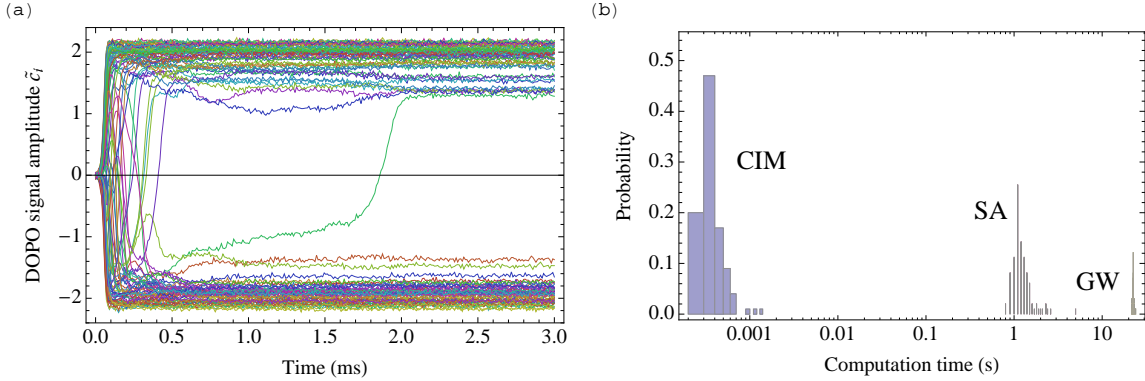 (a)
(b)
DOPO signal amplitude c̃ᵢ
2
1
0
−1
−2
0.0 0.5 1.0 1.5 2.0 2.5 3.0
Time (ms)
Probability
0.5
0.4
0.3
0.2
0.1
0.0
CIM
SA
GW
0.001 0.01 0.1 1 10
Computation time (s)